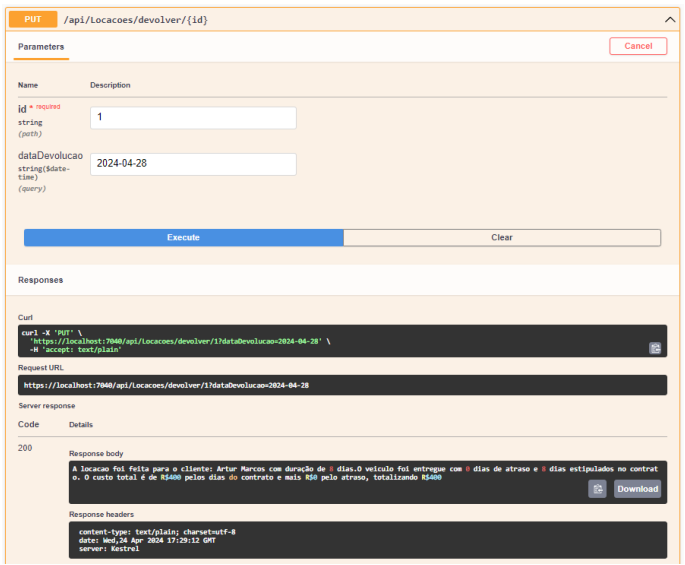 PUT /api/Locacoes/devolver/{id}
Parameters Cancel
Name Description
id * required
string
(path)
1
dataDevolucao
string($date-
time)
(query)
2024-04-28
Execute Clear
Responses
Curl
curl -X 'PUT' \
'https://localhost:7040/api/Locacoes/devolver/1?dataDevolucao=2024-04-28' \
-H 'accept: text/plain'
Request URL
https://localhost:7040/api/Locacoes/devolver/1?dataDevolucao=2024-04-28
Server response
Code Details
200
Response body
A locacao foi feita para o cliente: Artur Marcos com duração de 8 dias.O veiculo foi entregue com 0 dias de atraso e 8 dias estipulados no contrat
o. O custo total é de R$400 pelos dias do contrato e mais R$0 pelo atraso, totalizando R$400
Download
Response headers
content-type: text/plain; charset=utf-8
date: Wed,24 Apr 2024 17:29:12 GMT
server: Kestrel